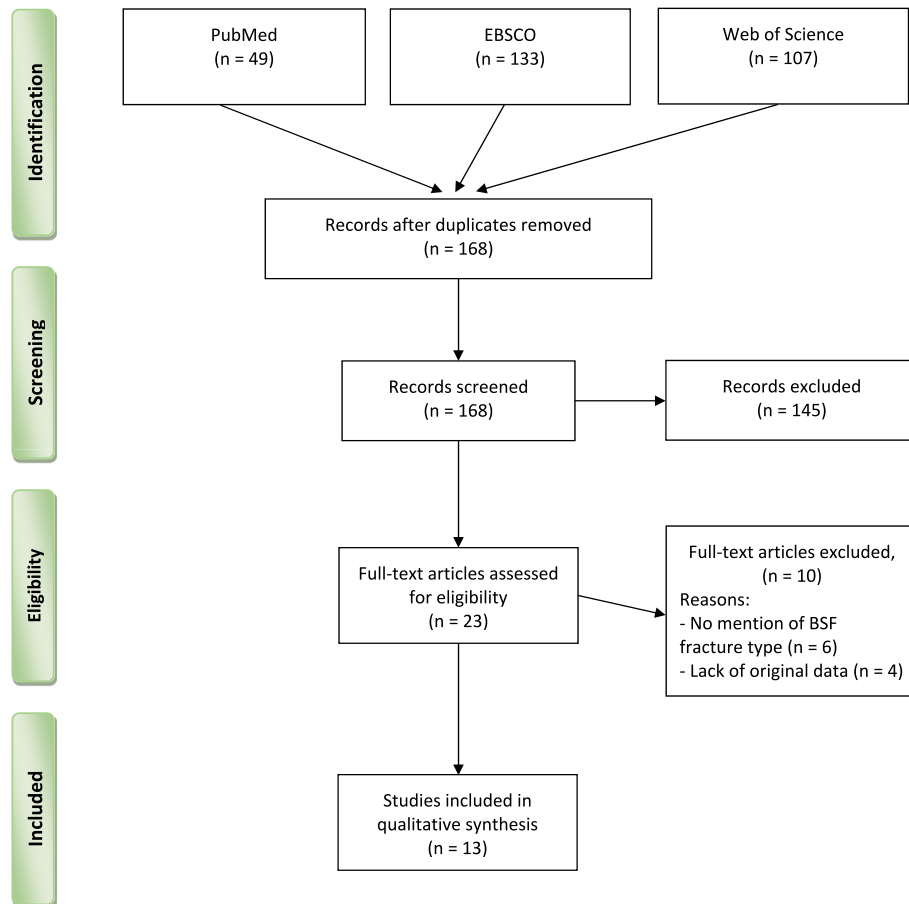 Identification
PubMed
(n = 49)
EBSCO
(n = 133)
Web of Science
(n = 107)
Records after duplicates removed
(n = 168)
Screening
Records screened
(n = 168)
Records excluded
(n = 145)
Eligibility
Full-text articles assessed
for eligibility
(n = 23)
Full-text articles excluded,
(n = 10)
Reasons:
- No mention of BSF
fracture type (n = 6)
- Lack of original data (n = 4)
Included
Studies included in
qualitative synthesis
(n = 13)